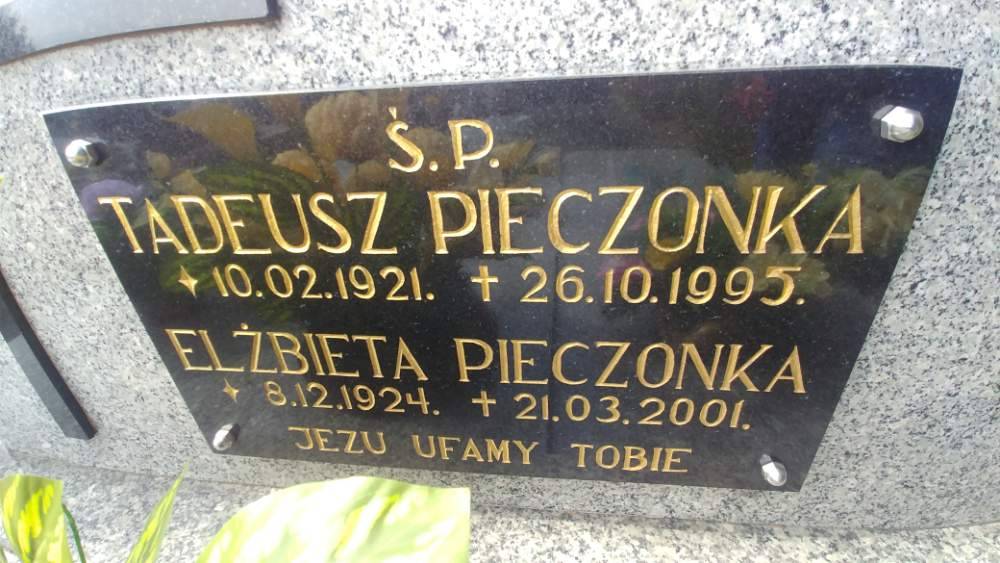 Ś.P.
TADEUSZ PIECZONKA
10.02.1921. † 26.10.1995.
ELŻBIETA PIECZONKA
8.12.1924. † 21.03.2001.
JEZU UFAMY TOBIE